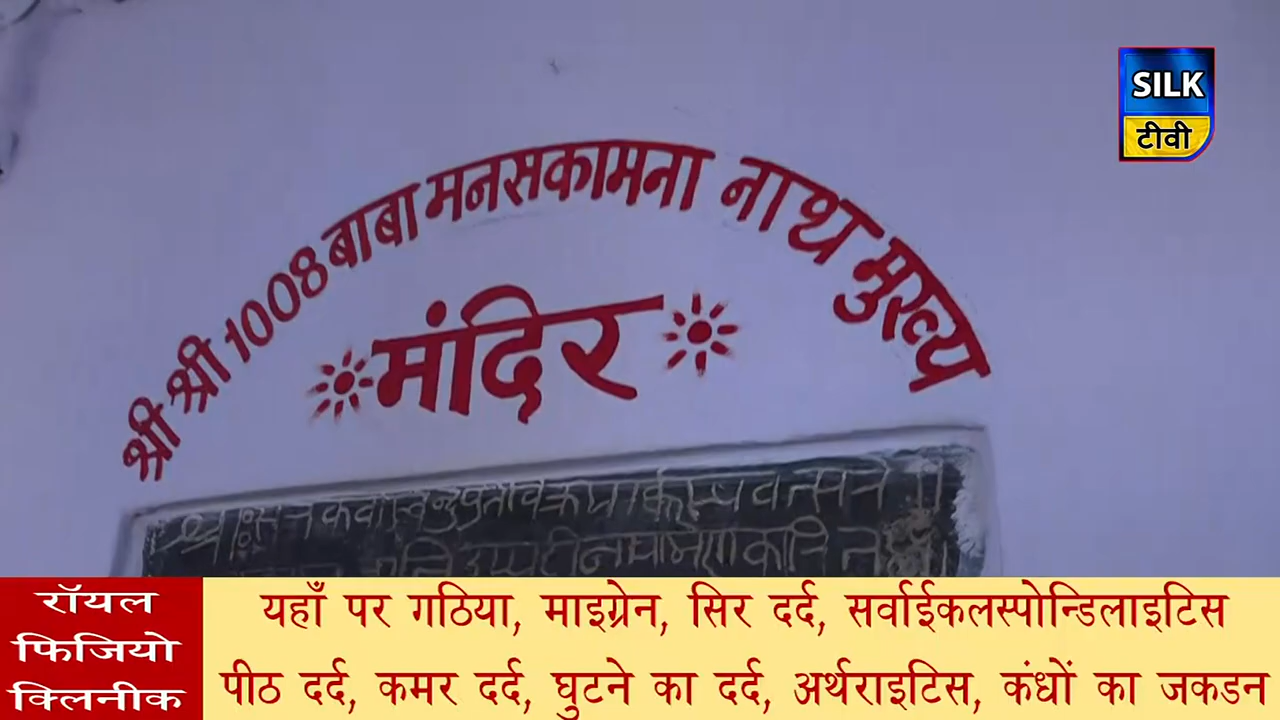 SILK
टीवी
श्री श्री 1008 बाबा मनसकामना नाथ मुख्य
मंदिर
रॉयल
फिजियो
क्लिनीक
यहाँ पर गठिया, माइग्रेन, सिर दर्द, सर्वाईकलस्पोन्डिलाइटिस
पीठ दर्द, कमर दर्द, घुटने का दर्द, अर्थराइटिस, कंधों का जकडन